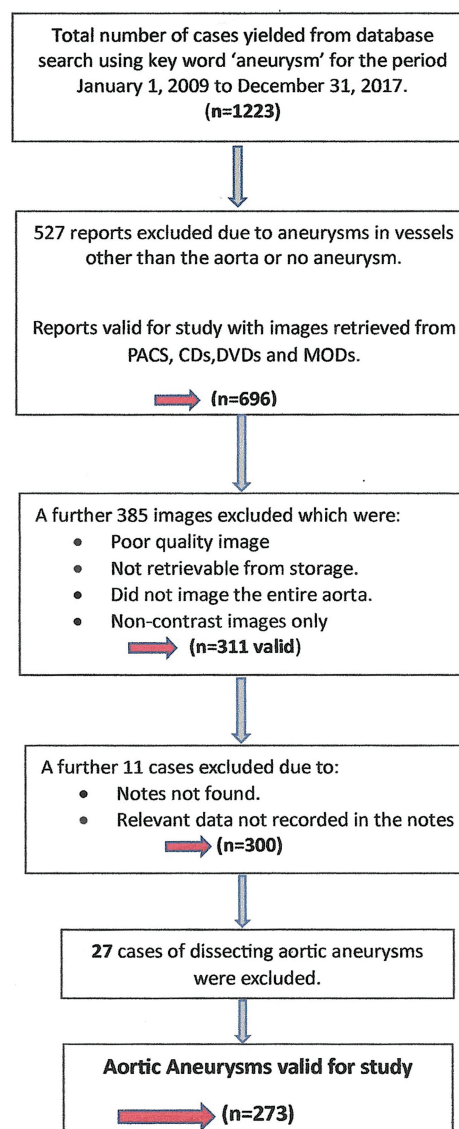 Total number of cases yielded from database
search using key word ‘aneurysm’ for the period
January 1, 2009 to December 31, 2017.
(n=1223)
527 reports excluded due to aneurysms in vessels
other than the aorta or no aneurysm.
Reports valid for study with images retrieved from
PACS, CDs,DVDs and MODs.
(n=696)
A further 385 images excluded which were:
• Poor quality image
• Not retrievable from storage.
• Did not image the entire aorta.
• Non-contrast images only
(n=311 valid)
A further 11 cases excluded due to:
• Notes not found.
• Relevant data not recorded in the notes
(n=300)
27 cases of dissecting aortic aneurysms
were excluded.
Aortic Aneurysms valid for study
(n=273)